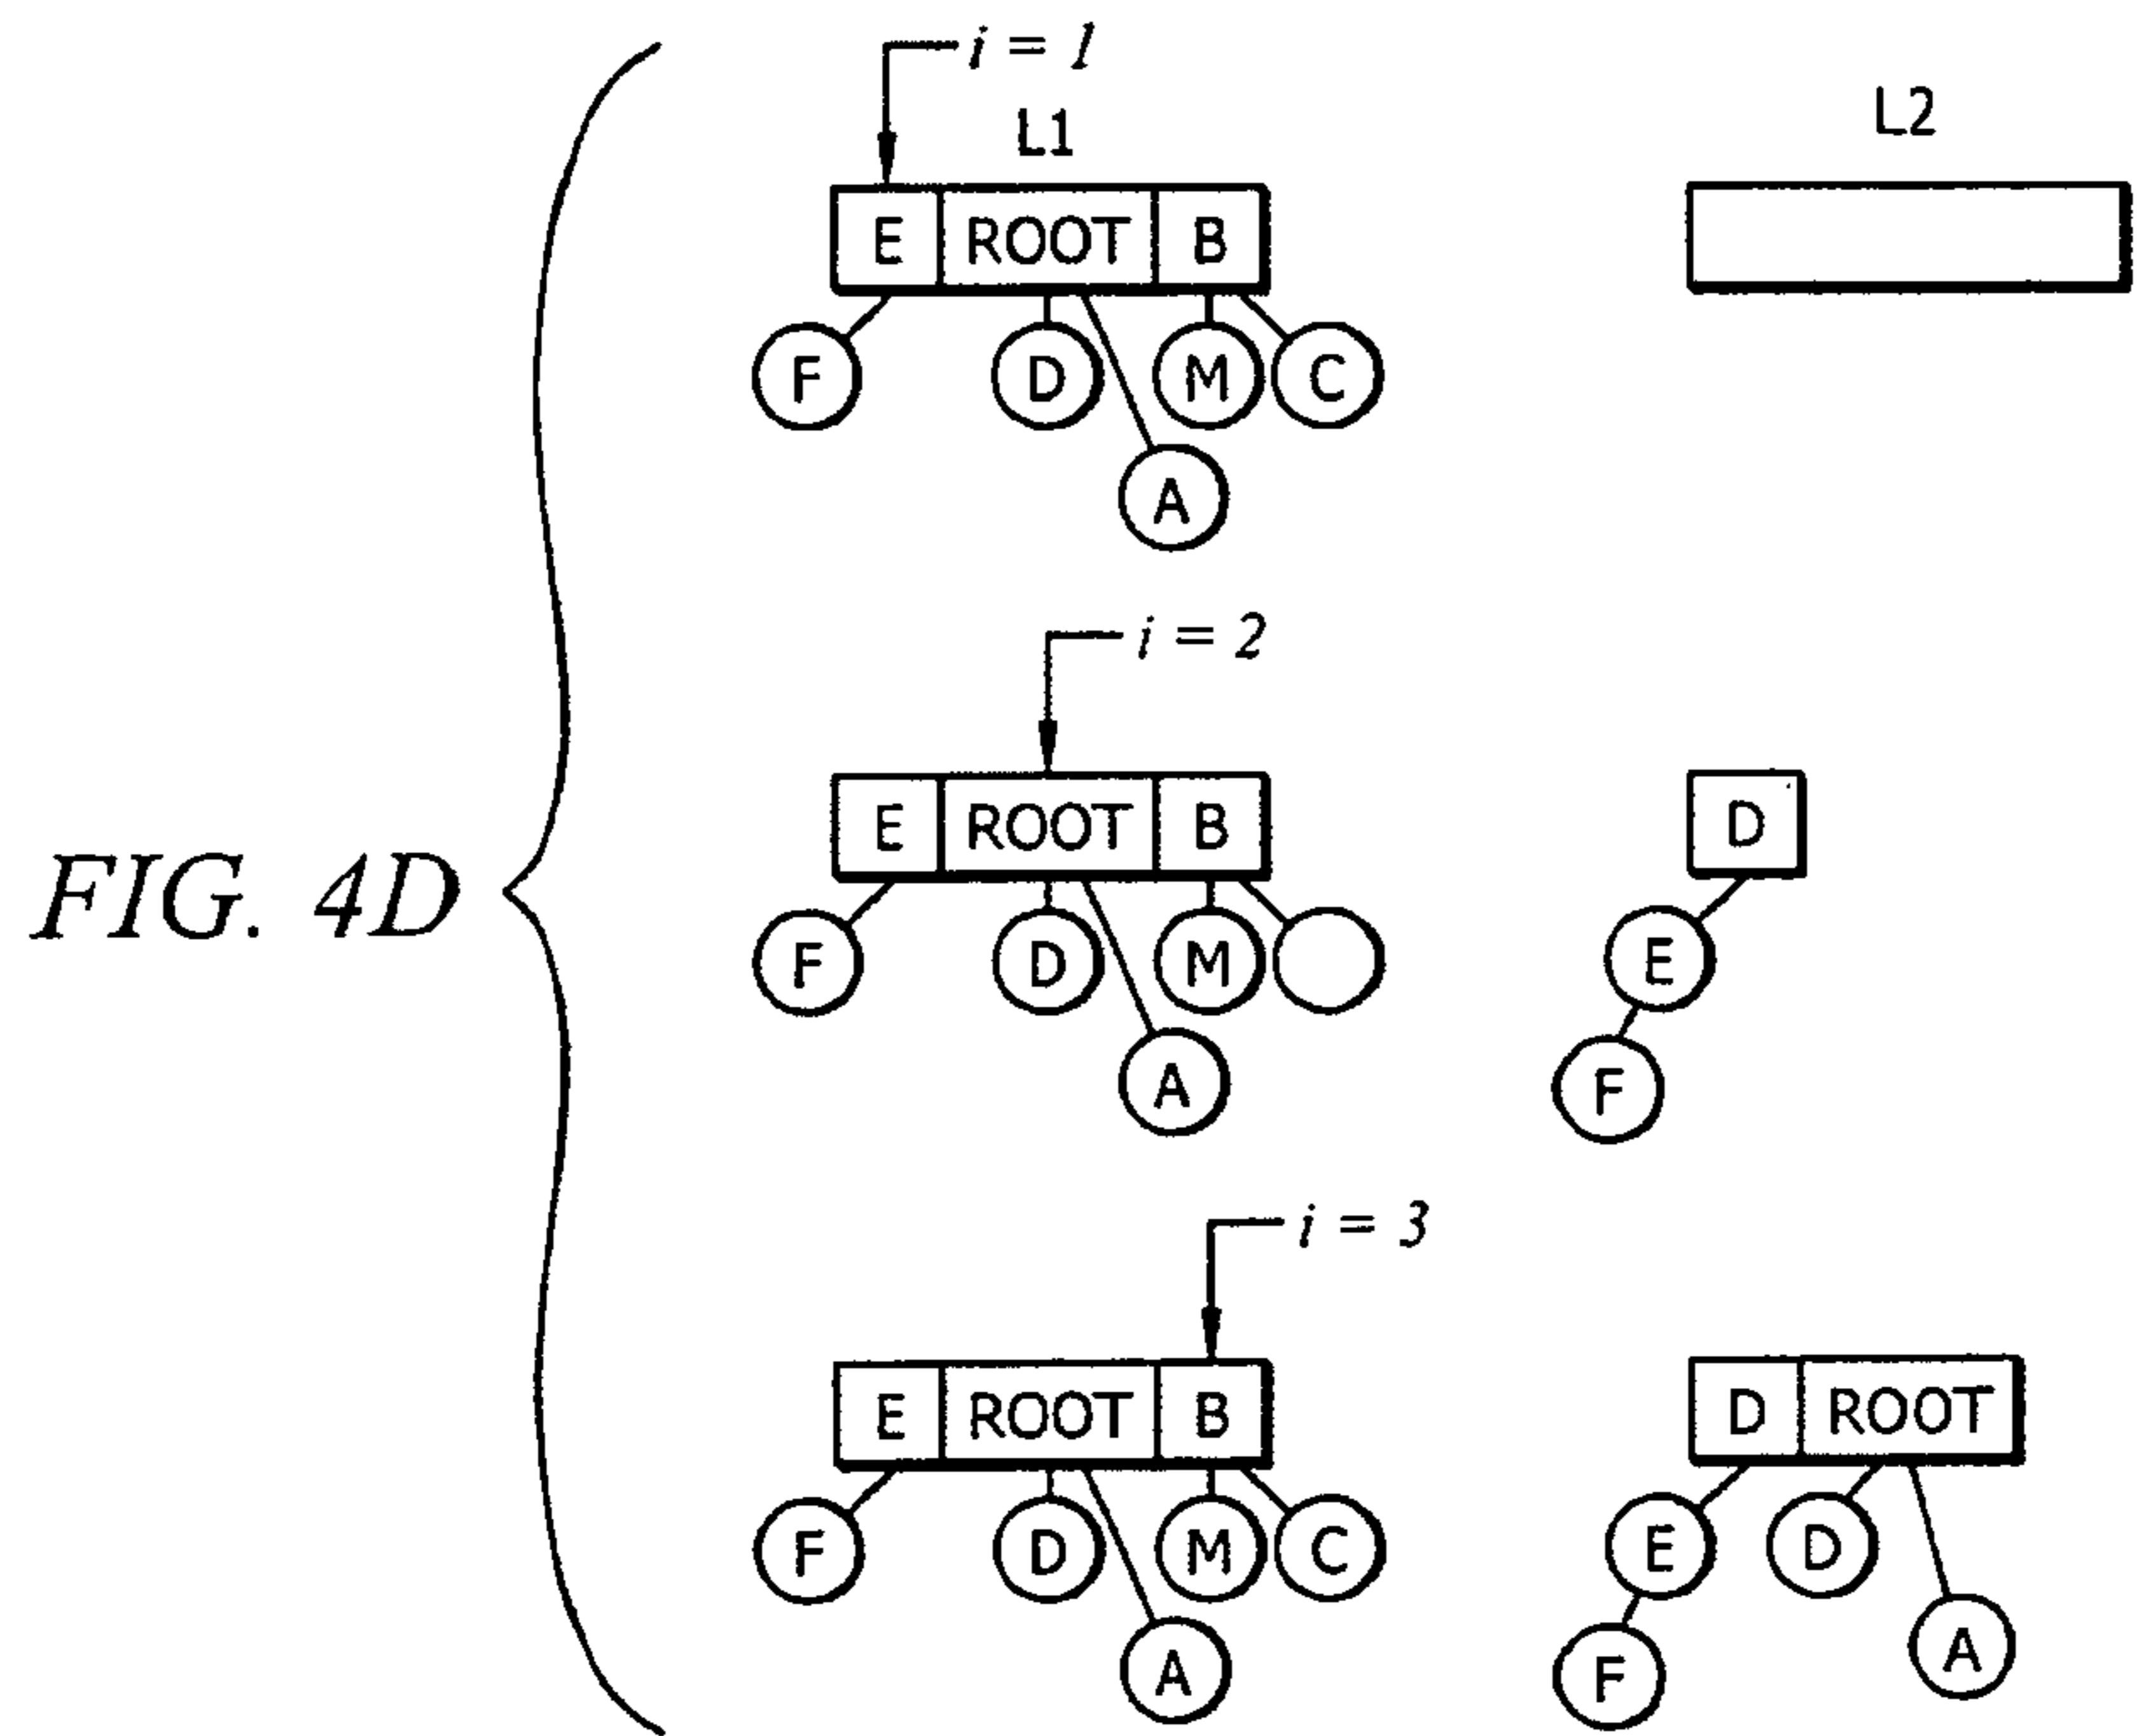 i = 1
L1
L2
E ROOT B
F D M C
A
i = 2
E ROOT B
D
FIG. 4D
F D M
E
A
F
i = 3
E ROOT B
D ROOT
F D M C
E D
A
F A